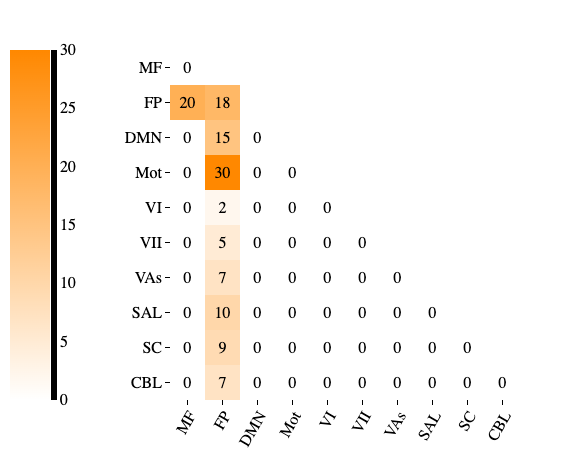 30
25
20
15
10
5
0
MF 0
FP 20 18
DMN 0 15 0
Mot 0 30 0 0
VI 0 2 0 0 0
VII 0 5 0 0 0 0
VAs 0 7 0 0 0 0 0
SAL 0 10 0 0 0 0 0 0
SC 0 9 0 0 0 0 0 0 0
CBL 0 7 0 0 0 0 0 0 0 0
MF FP DMN Mot VI VII VAs SAL SC CBL